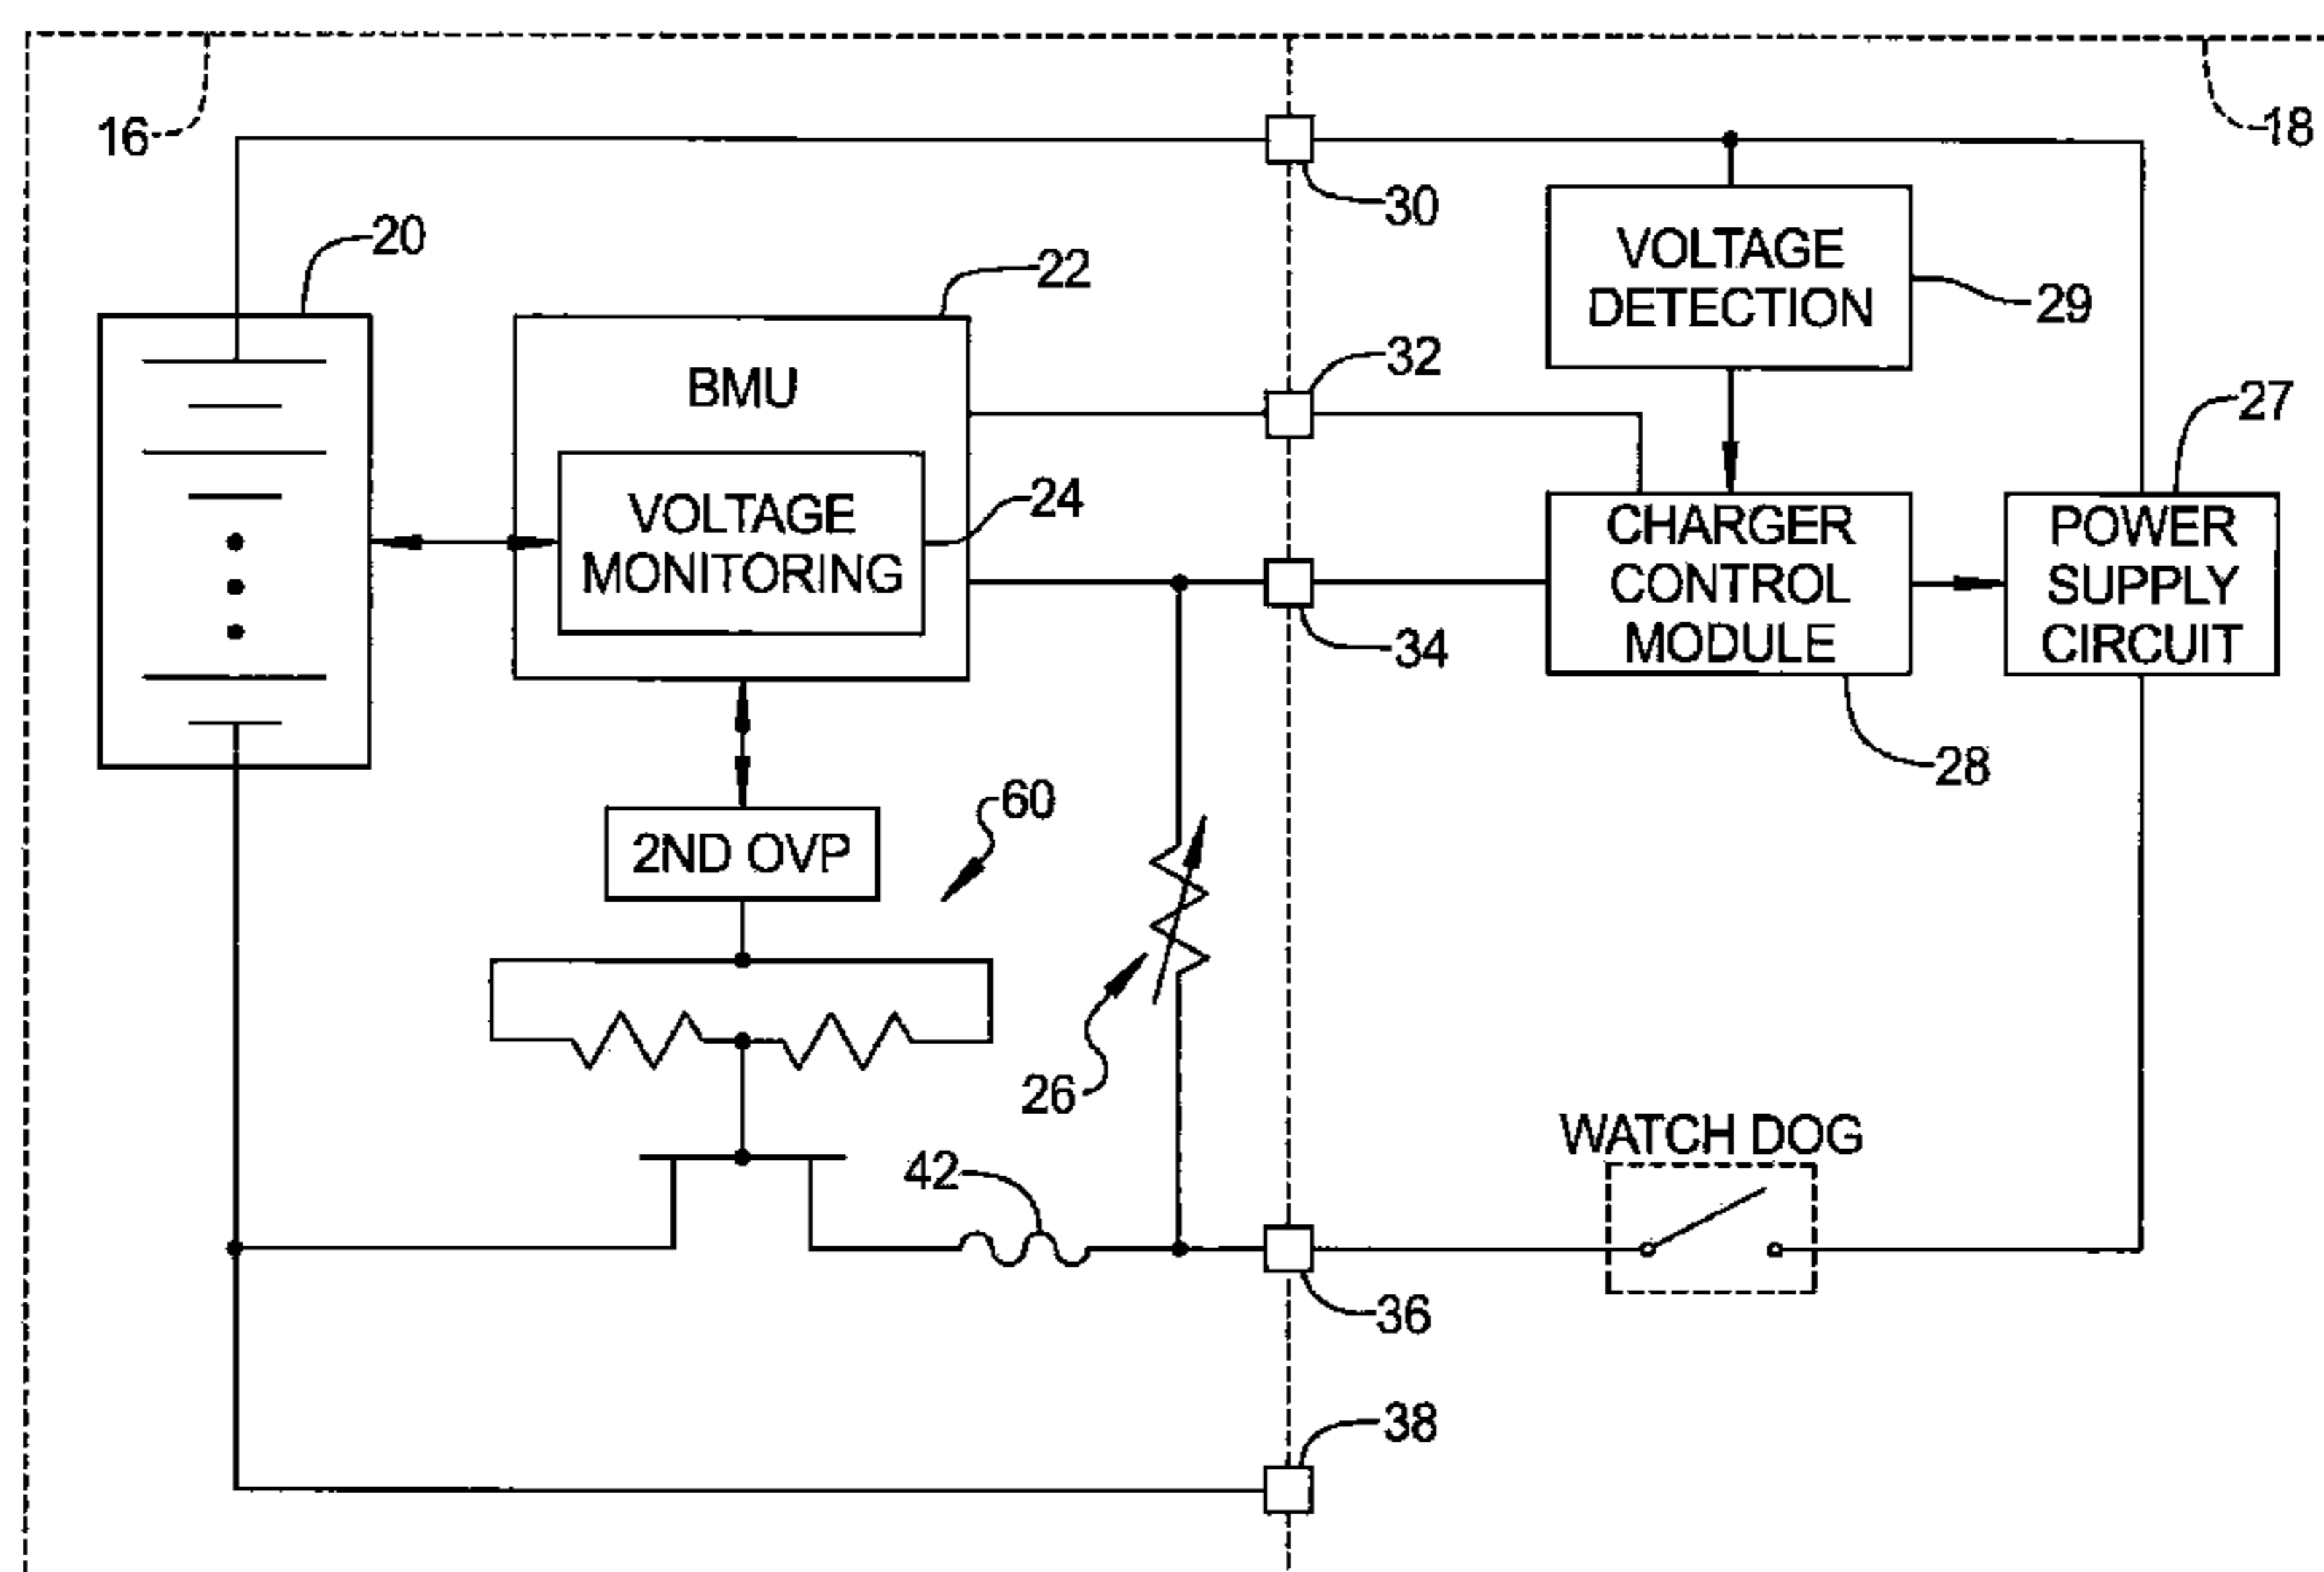 16
18
30
20
22
VOLTAGE
DETECTION
29
32
BMU
27
24
VOLTAGE
MONITORING
CHARGER
CONTROL
MODULE
POWER
SUPPLY
CIRCUIT
34
28
60
2ND OVP
26
WATCH DOG
42
36
38